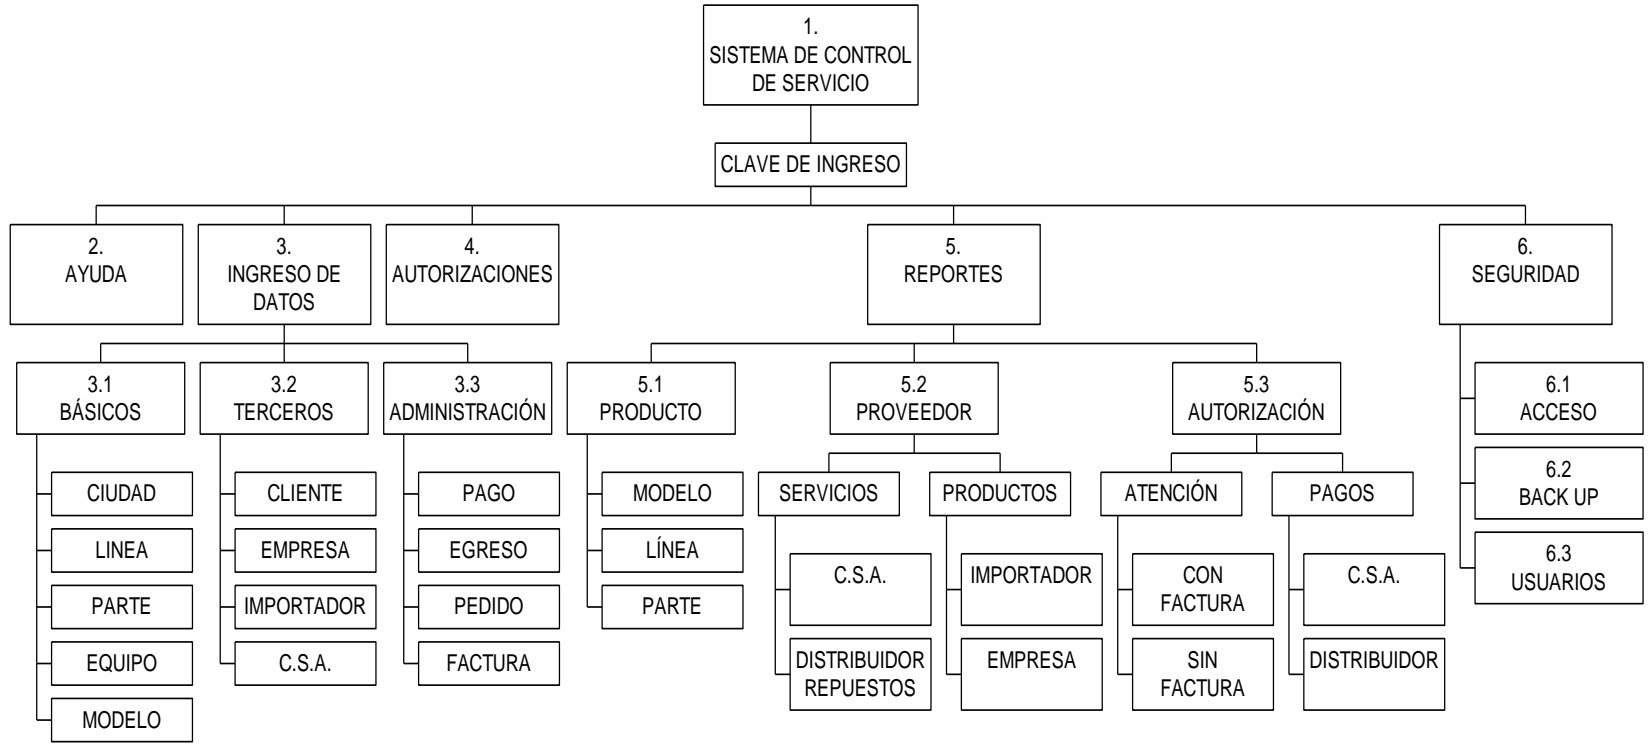 1.
SISTEMA DE CONTROL
DE SERVICIO
CLAVE DE INGRESO
2.
AYUDA
3.
INGRESO DE
DATOS
4.
AUTORIZACIONES
5.
REPORTES
6.
SEGURIDAD
3.1
BÁSICOS
3.2
TERCEROS
3.3
ADMINISTRACIÓN
5.1
PRODUCTO
5.2
PROVEEDOR
5.3
AUTORIZACIÓN
6.1
ACCESO
6.2
BACK UP
6.3
USUARIOS
CIUDAD
LINEA
PARTE
EQUIPO
MODELO
CLIENTE
EMPRESA
IMPORTADOR
C.S.A.
PAGO
EGRESO
PEDIDO
FACTURA
MODELO
LÍNEA
PARTE
SERVICIOS
C.S.A.
DISTRIBUIDOR
REPUESTOS
PRODUCTOS
IMPORTADOR
EMPRESA
ATENCIÓN
CON
FACTURA
SIN
FACTURA
PAGOS
C.S.A.
DISTRIBUIDOR